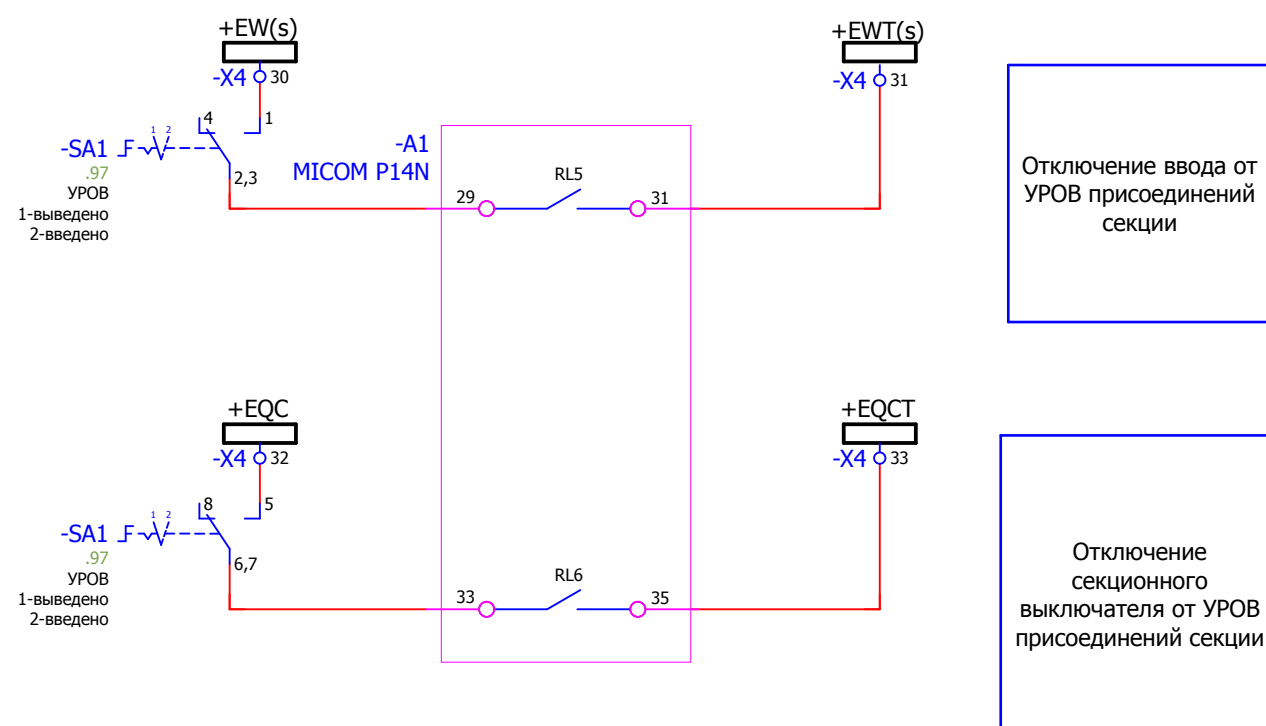 +EW(s)
-X4 30
+EWT(s)
-X4 31
4 1
1 2
-SA1
.97
УРОВ
1-выведено
2-введено
2,3
-A1
MICOM P14N
RL5
29 31
Отключение ввода от
УРОВ присоединений
секции
+EQC
-X4 32
+EQCT
-X4 33
8 5
1 2
-SA1
.97
УРОВ
1-выведено
2-введено
6,7
RL6
33 35
Отключение
секционного
выключателя от УРОВ
присоединений секции